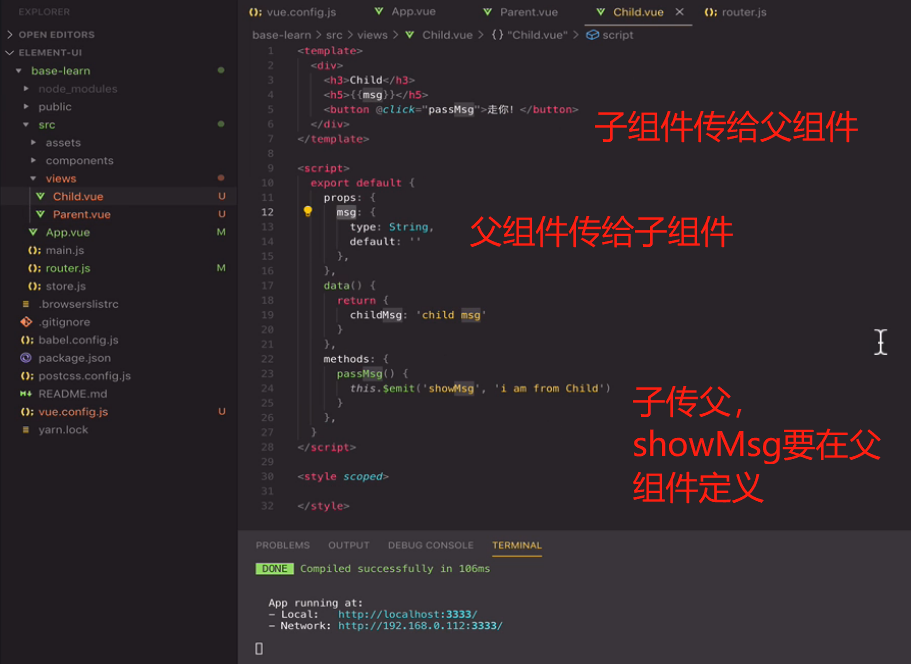 EXPLORER
OPEN EDITORS
ELEMENT-UI
base-learn
node_modules
public
src
assets
components
views
Child.vue U
Parent.vue U
App.vue M
main.js
router.js M
store.js
.browserslistrc
.gitignore
babel.config.js
package.json
postcss.config.js
README.md
vue.config.js U
yarn.lock
vue.config.js App.vue Parent.vue Child.vue router.js
base-learn > src > views > Child.vue > {} "Child.vue" > script
1 <template>
2 <div>
3 <h3>Child</h3>
4 <h5>{{msg}}</h5>
5 <button @click="passMsg">走你! </button>
6 </div>
7 </template>
8
9 <script>
10 export default {
11 props: {
12 msg: {
13 type: String,
14 default: ''
15 },
16 },
17 data() {
18 return {
19 childMsg: 'child msg'
20 }
21 },
22 methods: {
23 passMsg() {
24 this.$emit('showMsg', 'i am from Child')
25 }
26 },
27 }
28 </script>
29
30 <style scoped>
31
32 </style>
子组件传给父组件
父组件传给子组件
子传父，
showMsg要在父
组件定义
PROBLEMS OUTPUT DEBUG CONSOLE TERMINAL
DONE Compiled successfully in 106ms
App running at:
- Local: http://localhost:3333/
- Network: http://192.168.0.112:3333/